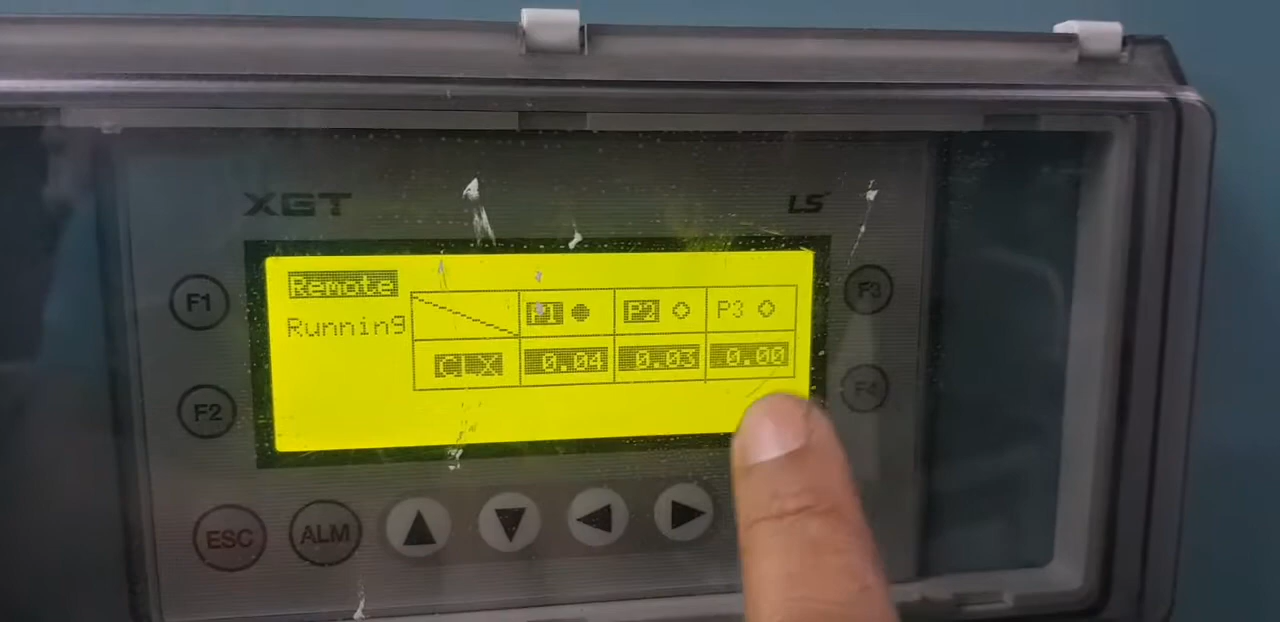 XGT LS
Remote
F1 P1 P2 P3 F3
Running
CLX 0.04 0.03 0.00
F2 F4
ESC ALM